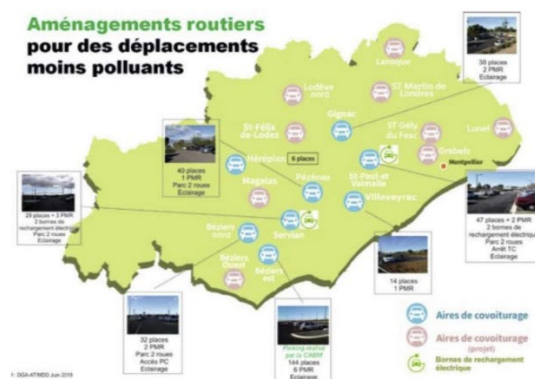 Aménagements routiers
pour des déplacements
moins polluants
38 places
2 PMR
Eclairage
Laroque
Lodève
nord
ST Martin de
Londres
Gignac
St-Félix
de-Lodez
ST Gély
du Fesc
Lunel
Grabels
Montpellier
40 places
1 PMR
Parc 2 roues
Eclairage
Hérépian
6 places
St-Paul et
Valmalle
Magalas
Pézenas
Villeveyrac
29 places + 3 PMR
2 bornes de
rechargement électrique
Parc 2 roues
Eclairage
47 places + 2 PMR
2 bornes de
rechargement électrique
Parc 2 roues
Arrêt TC
Eclairage
Béziers
nord
Servian
Béziers
Ouest
Béziers
est
14 places
1 PMR
32 places
2 PMR
Parc 2 roues
Accès PC
Eclairage
Parking réalisé
par la CABM
144 places
6 PMR
Eclairage
Aires de covoiturage
Aires de covoiturage
(projet)
Bornes de rechargement
électrique
1: DGA-ATMDD Juin 2015